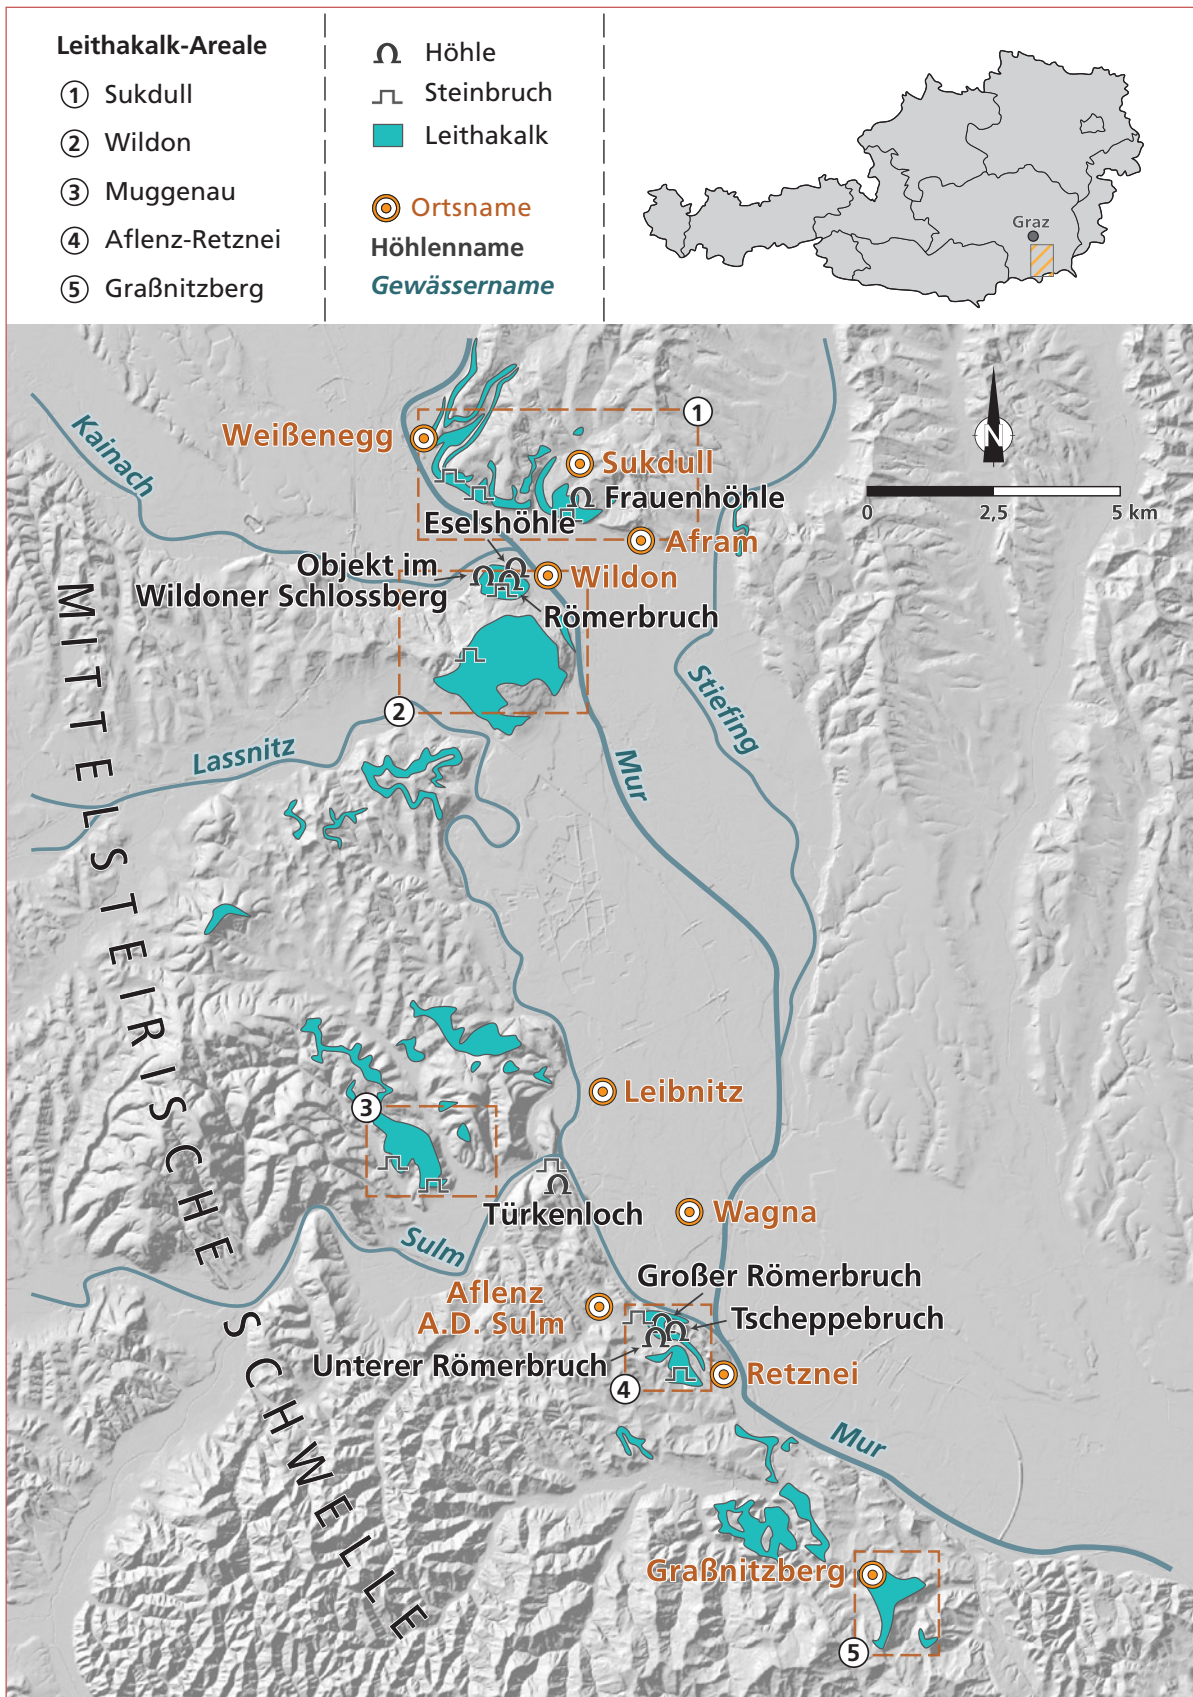 Leithakalk-Areale
1 Sukdull
2 Wildon
3 Muggenau
4 Aflenz-Retznei
5 Graßnitzberg
Höhle
Steinbruch
Leithakalk
Ortsname
Höhlenname
Gewässername
Graz
1
Weißenegg
Kainach
Sukdull
N
Frauenhöhle
0 2,5 5 km
Eselshöhle
Afram
Objekt im
Wildoner Schlossberg
Wildon
Römerbruch
Stiefing
2
Lassnitz
Mur
MITTELSTEIRISCHE SCHWELLE
Leibnitz
3
Türkenloch
Wagna
Sulm
Großer Römerbruch
Aflenz
A.D. Sulm
Tscheppebruch
Unterer Römerbruch
Retznei
4
Mur
Graßnitzberg
5